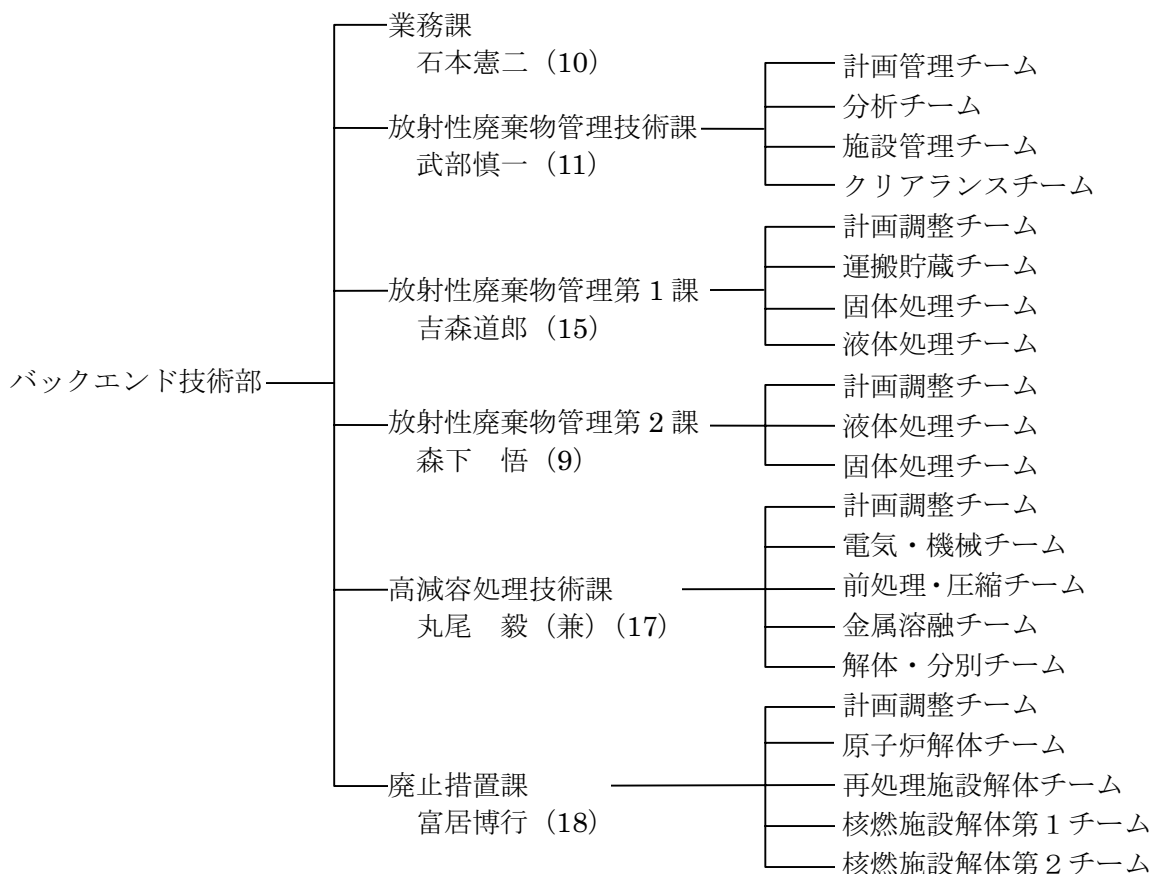 バックエンド技術部
業務課
石本憲二（10）
放射性廃棄物管理技術課
武部慎一（11）
計画管理チーム
分析チーム
施設管理チーム
クリアランスチーム
放射性廃棄物管理第１課
吉森道郎（15）
計画調整チーム
運搬貯蔵チーム
固体処理チーム
液体処理チーム
放射性廃棄物管理第２課
森下　悟（9）
計画調整チーム
液体処理チーム
固体処理チーム
高減容処理技術課
丸尾　毅（兼）（17）
計画調整チーム
電気・機械チーム
前処理・圧縮チーム
金属溶融チーム
解体・分別チーム
廃止措置課
富居博行（18）
計画調整チーム
原子炉解体チーム
再処理施設解体チーム
核燃施設解体第１チーム
核燃施設解体第２チーム